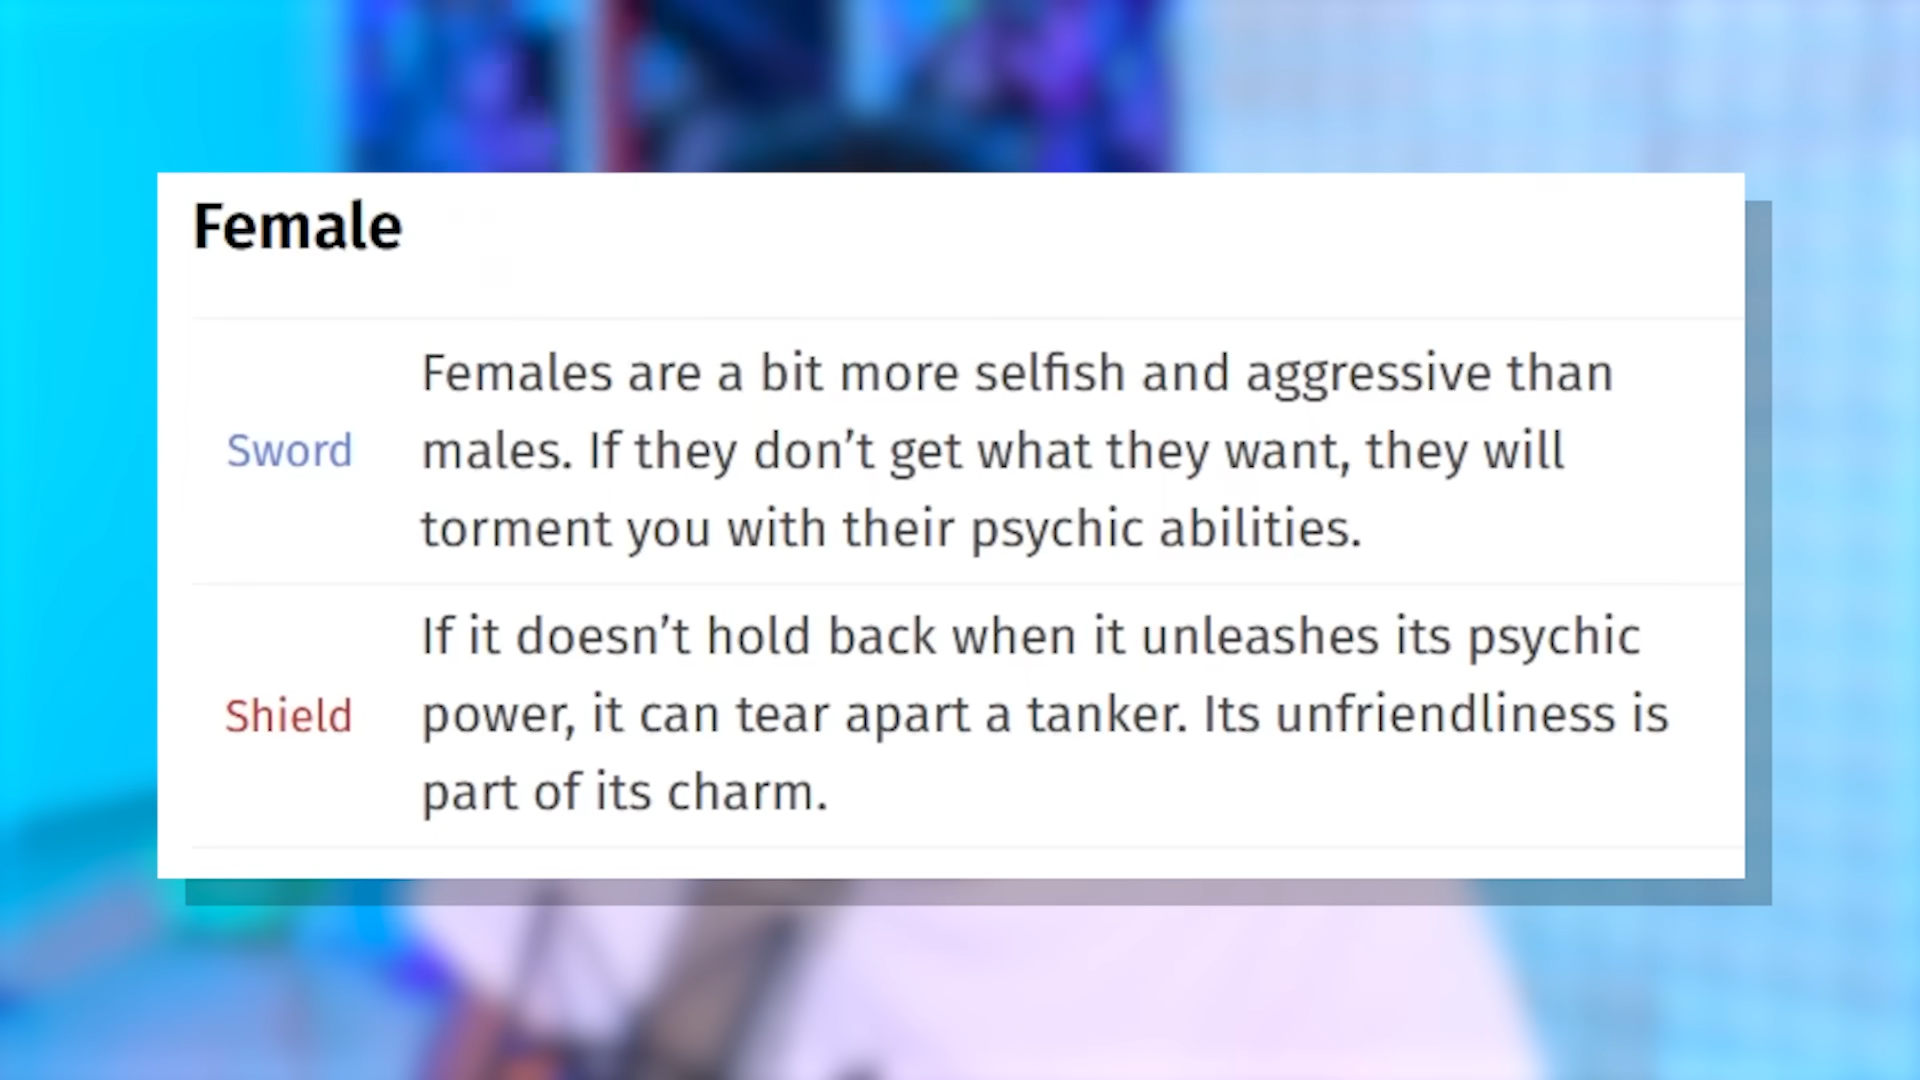 Female
Sword
Females are a bit more selfish and aggressive than
males. If they don’t get what they want, they will
torment you with their psychic abilities.
Shield
If it doesn’t hold back when it unleashes its psychic
power, it can tear apart a tanker. Its unfriendliness is
part of its charm.